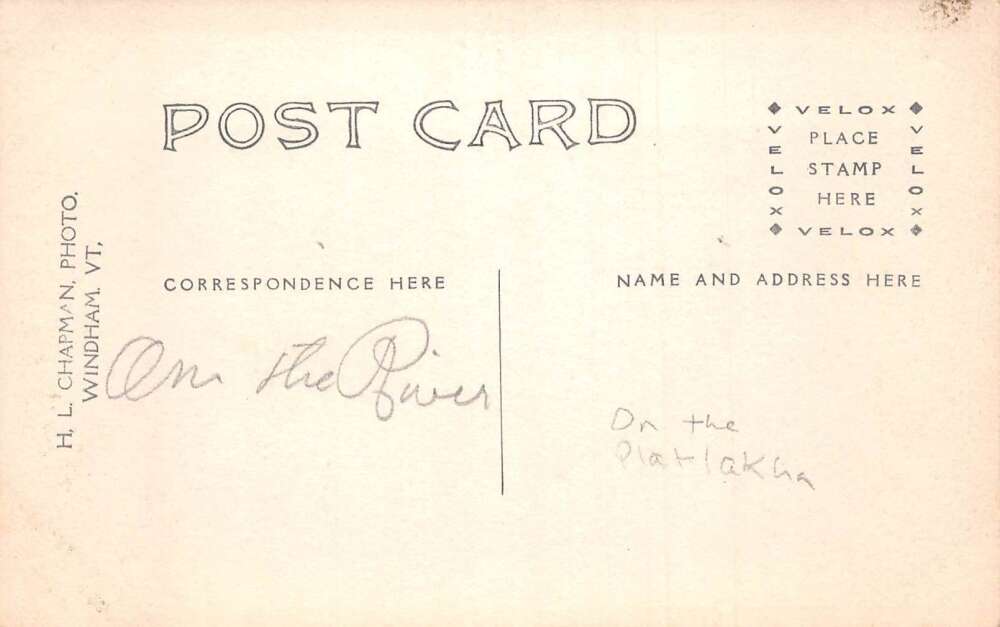 POST CARD
VELOX
VELOX
PLACE
STAMP
HERE
VELOX
VELOX
H. L. CHAPMAN, PHOTO.
WINDHAM. VT,
CORRESPONDENCE HERE
NAME AND ADDRESS HERE
On the River
On the